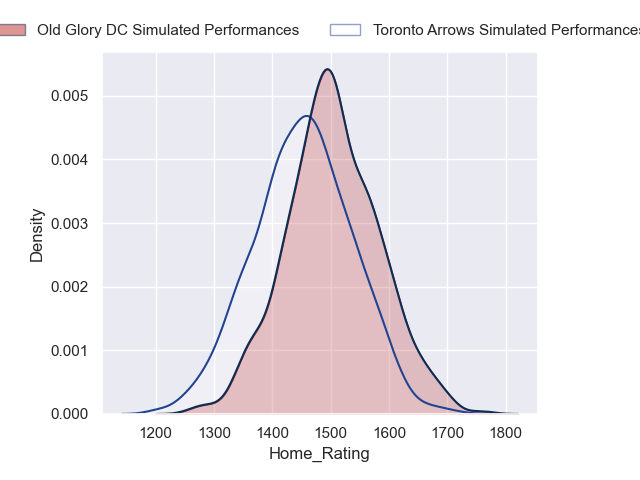 Old Glory DC Simulated Performances Toronto Arrows Simulated Performances
0.005
0.004
0.003
0.002
0.001
0.000
Density
1200 1300 1400 1500 1600 1700 1800
Home_Rating